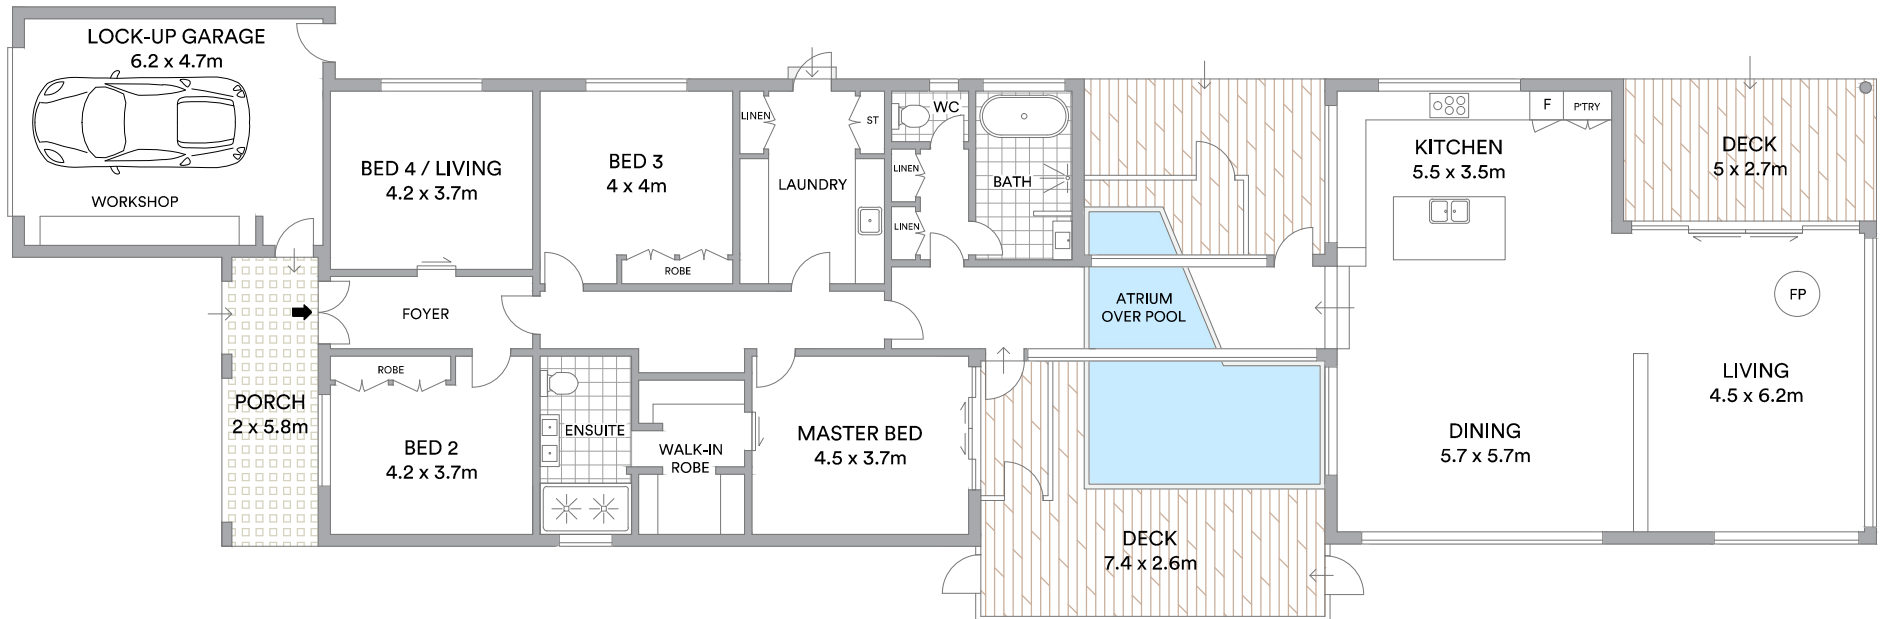 LOCK-UP GARAGE
6.2 x 4.7m
WORKSHOP
BED 4 / LIVING
4.2 x 3.7m
BED 3
4 x 4m
ROBE
LINEN
ST
LAUNDRY
WC
LINEN
LINEN
BATH
KITCHEN
5.5 x 3.5m
F
P'TRY
DECK
5 x 2.7m
FOYER
ATRIUM
OVER POOL
FP
PORCH
2 x 5.8m
ROBE
BED 2
4.2 x 3.7m
ENSUITE
WALK-IN
ROBE
MASTER BED
4.5 x 3.7m
DECK
7.4 x 2.6m
DINING
5.7 x 5.7m
LIVING
4.5 x 6.2m